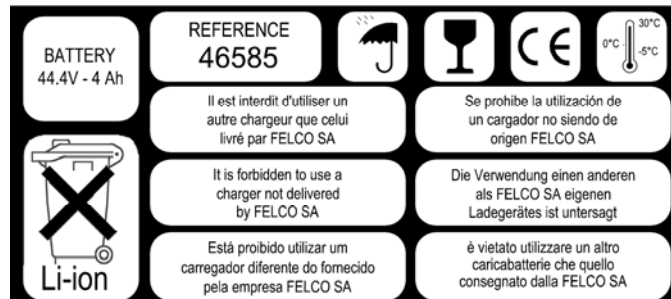 BATTERY
44.4V - 4 Ah
REFERENCE
46585
CE
30°C
0°C
-5°C
Il est interdit d'utiliser un
autre chargeur que celui
livré par FELCO SA
Se prohibe la utilización de
un cargador no siendo de
origen FELCO SA
Li-ion
It is forbidden to use a
charger not delivered
by FELCO SA
Die Verwendung einen anderen
als FELCO SA eigenen
Ladegerätes ist untersagt
Está proibido utilizar um
carregador diferente do fornecido
pela empresa FELCO SA
è vietato utilizzare un altro
caricabatterie che quello
consegnato dalla FELCO SA